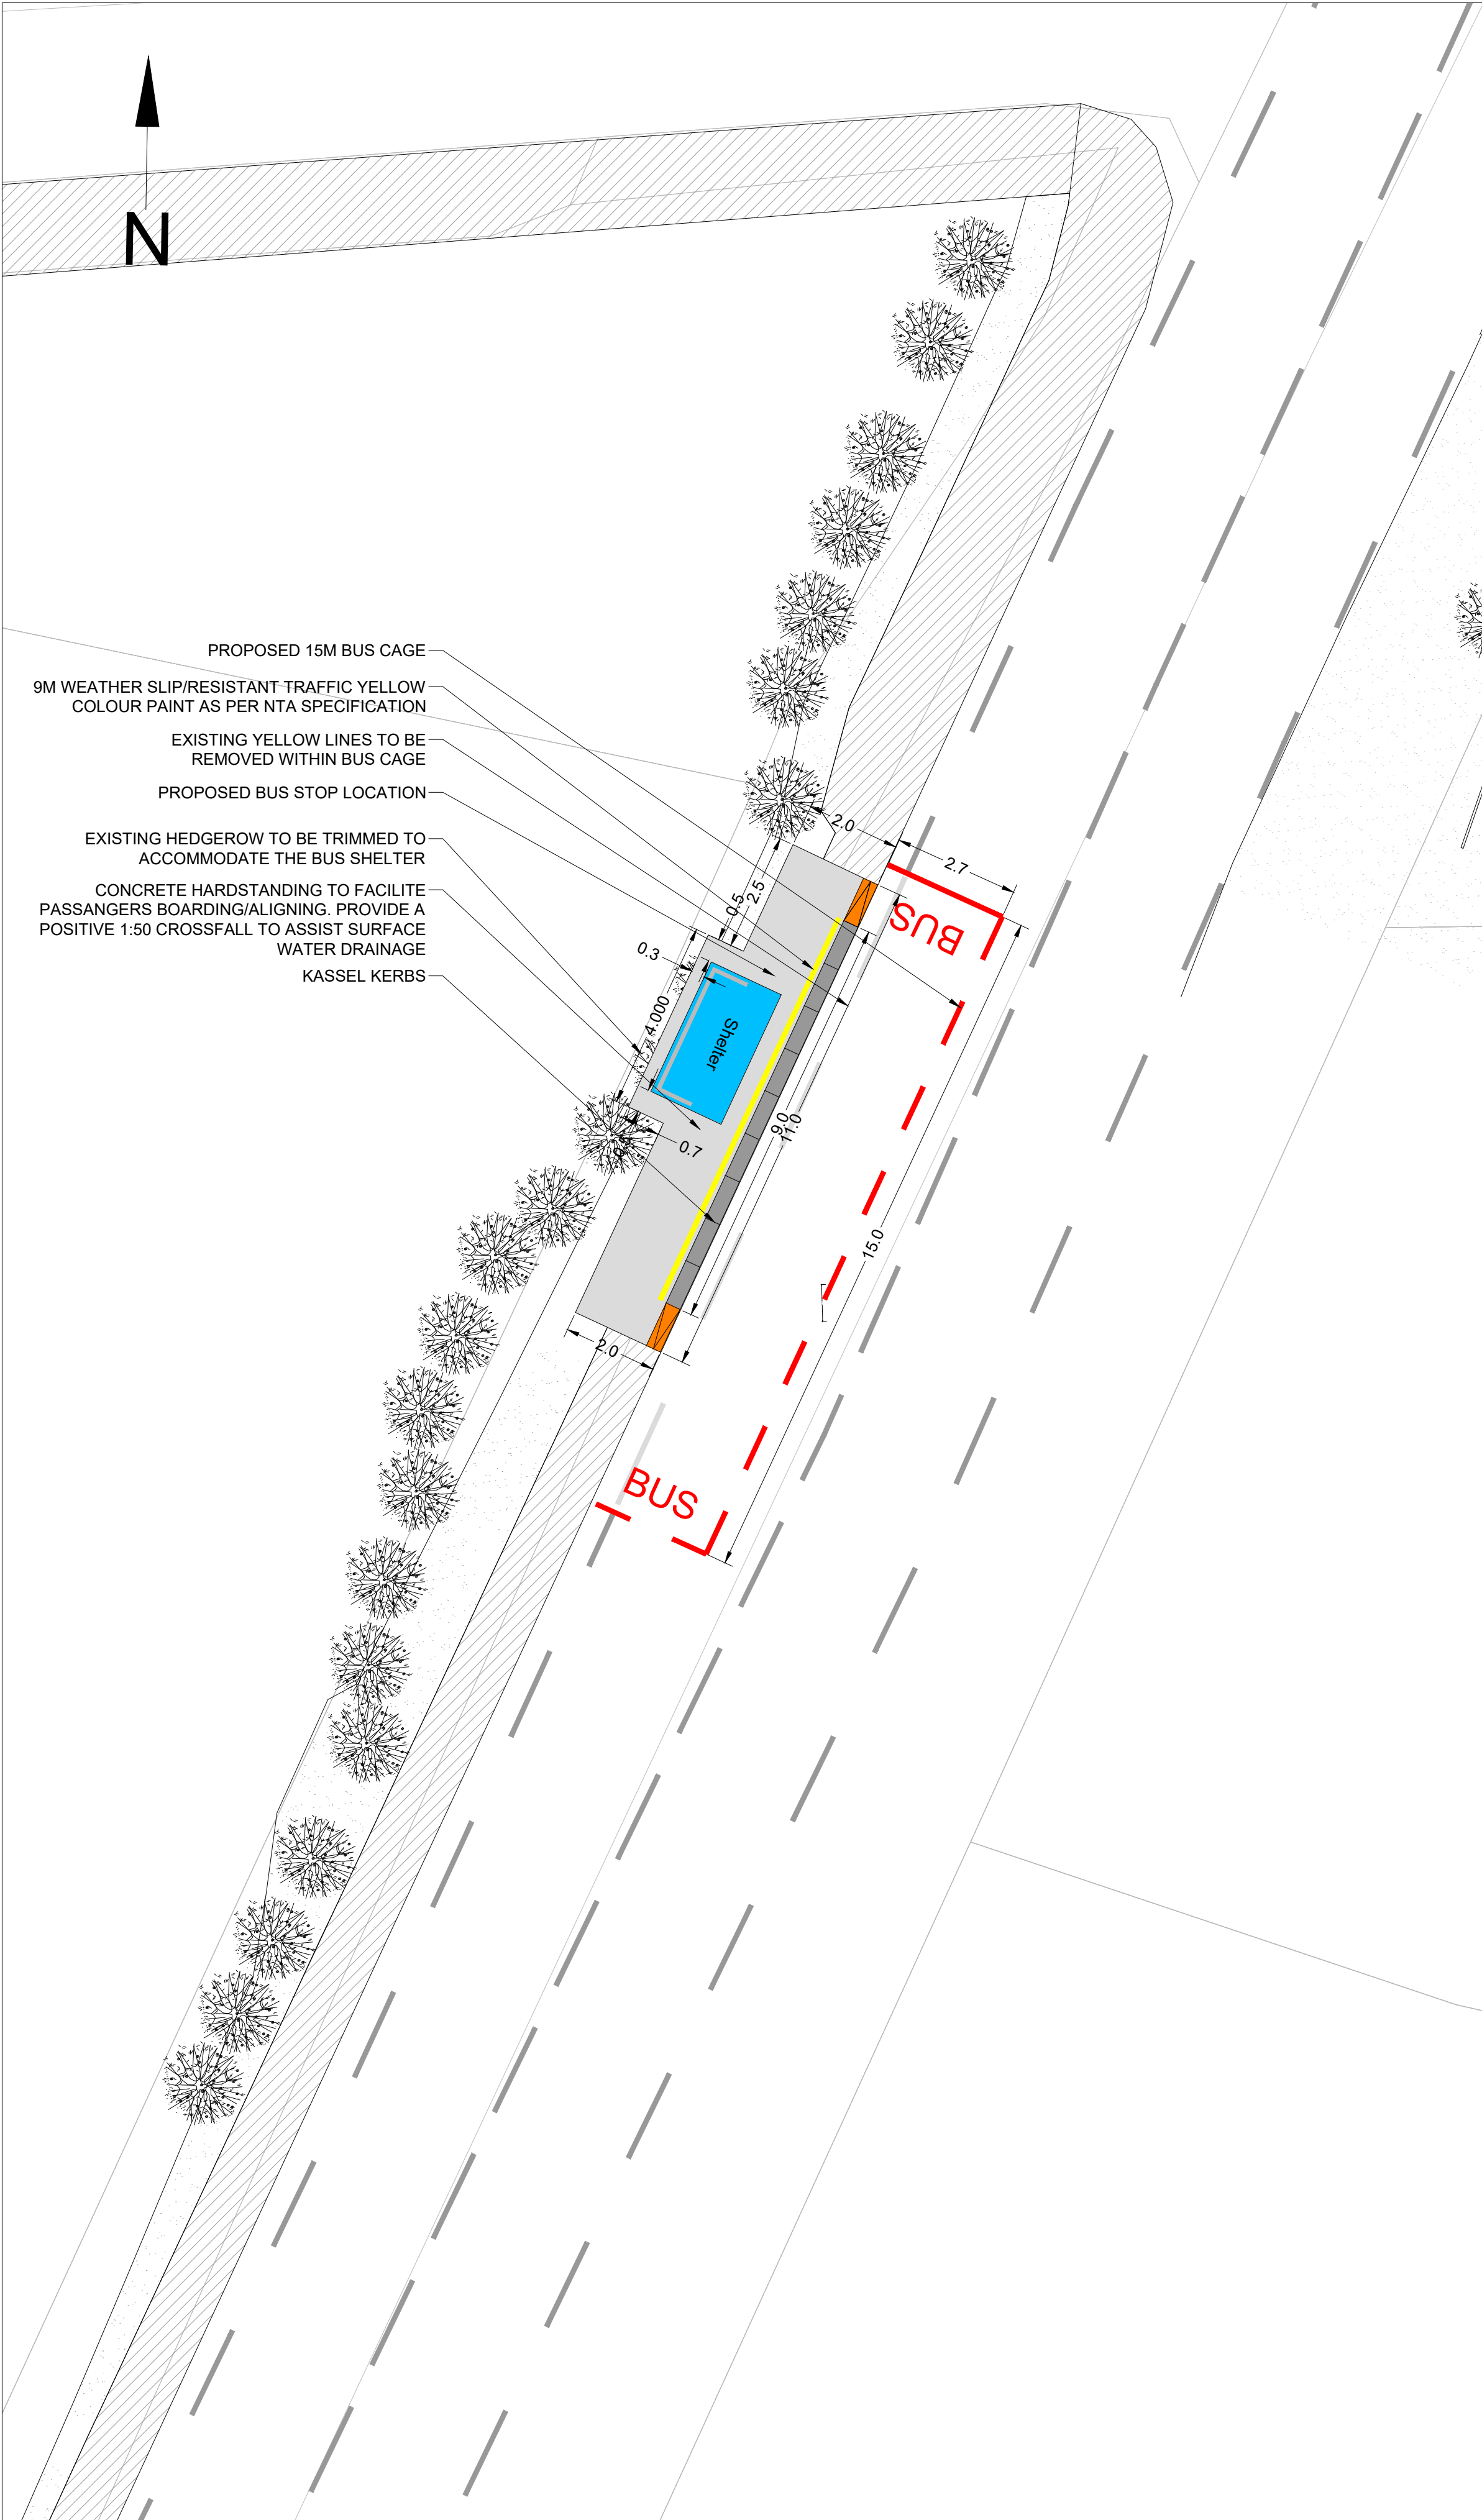 N
PROPOSED 15M BUS CAGE
9M WEATHER SLIP/RESISTANT TRAFFIC YELLOW
COLOUR PAINT AS PER NTA SPECIFICATION
EXISTING YELLOW LINES TO BE
REMOVED WITHIN BUS CAGE
PROPOSED BUS STOP LOCATION
EXISTING HEDGEROW TO BE TRIMMED TO
ACCOMMODATE THE BUS SHELTER
CONCRETE HARDSTANDING TO FACILITE
PASSANGERS BOARDING/ALIGNING. PROVIDE A
POSITIVE 1:50 CROSSFALL TO ASSIST SURFACE
WATER DRAINAGE
KASSEL KERBS
2.0
2.7
BUS
0.5
2.5
0.3
4.000
Shelter
0.7
9.0
11.0
15.0
2.0
BUS